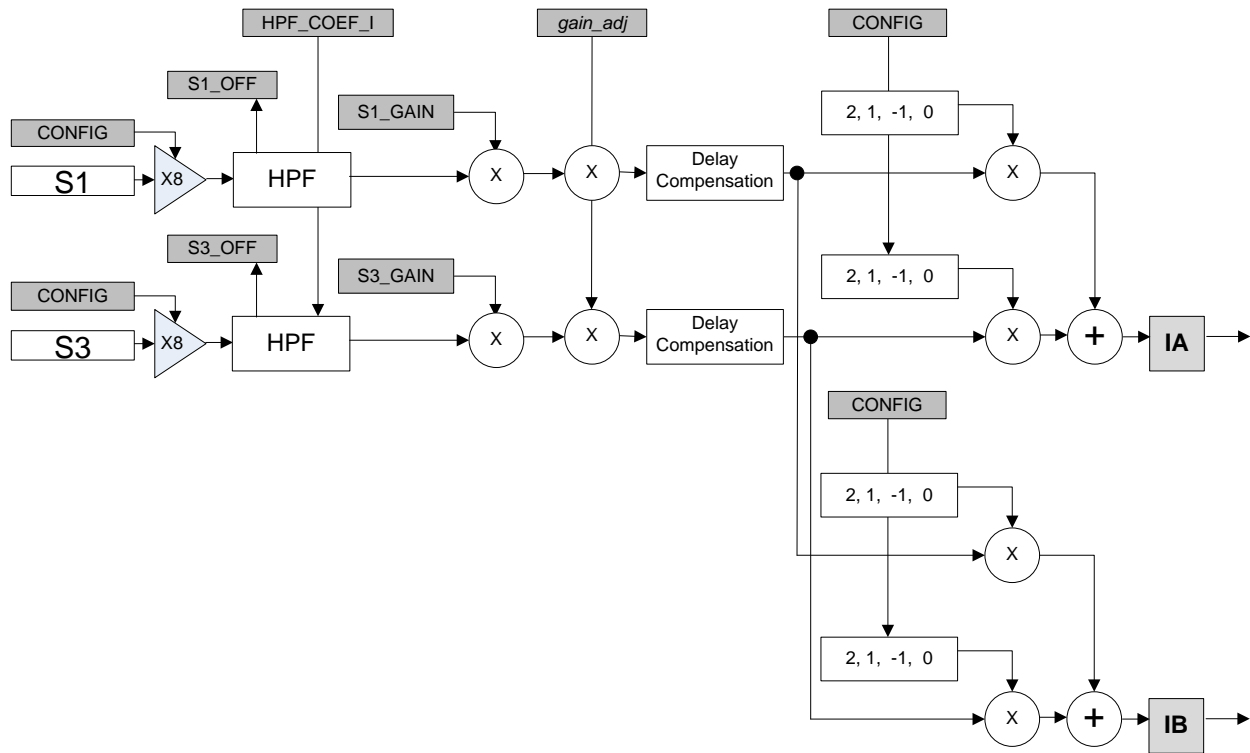 HPF_COEF_I
gain_adj
CONFIG
S1_OFF
S1_GAIN
2, 1, -1, 0
CONFIG
S1
X8
HPF
X
X
Delay
Compensation
X
S3_OFF
S3_GAIN
2, 1, -1, 0
CONFIG
S3
X8
HPF
X
X
Delay
Compensation
X
+
IA
CONFIG
2, 1, -1, 0
X
2, 1, -1, 0
X
+
IB